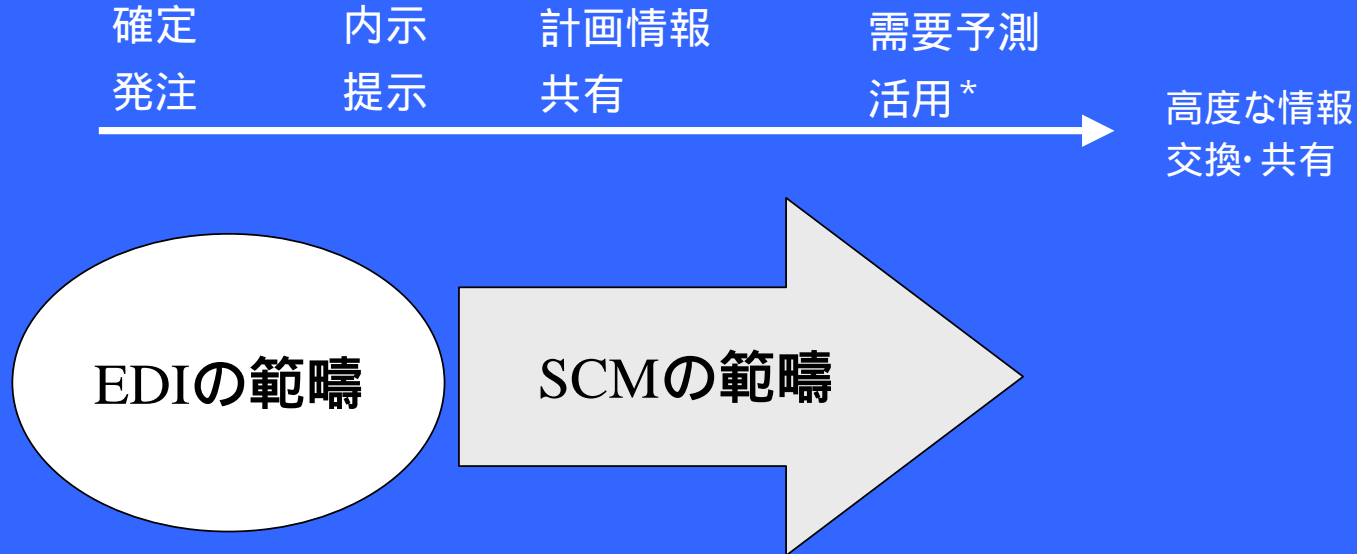 確定 内示 計画情報 需要予測
発注 提示 共有 活用*
高度な情報
交換・共有
EDIの範疇
SCMの範疇